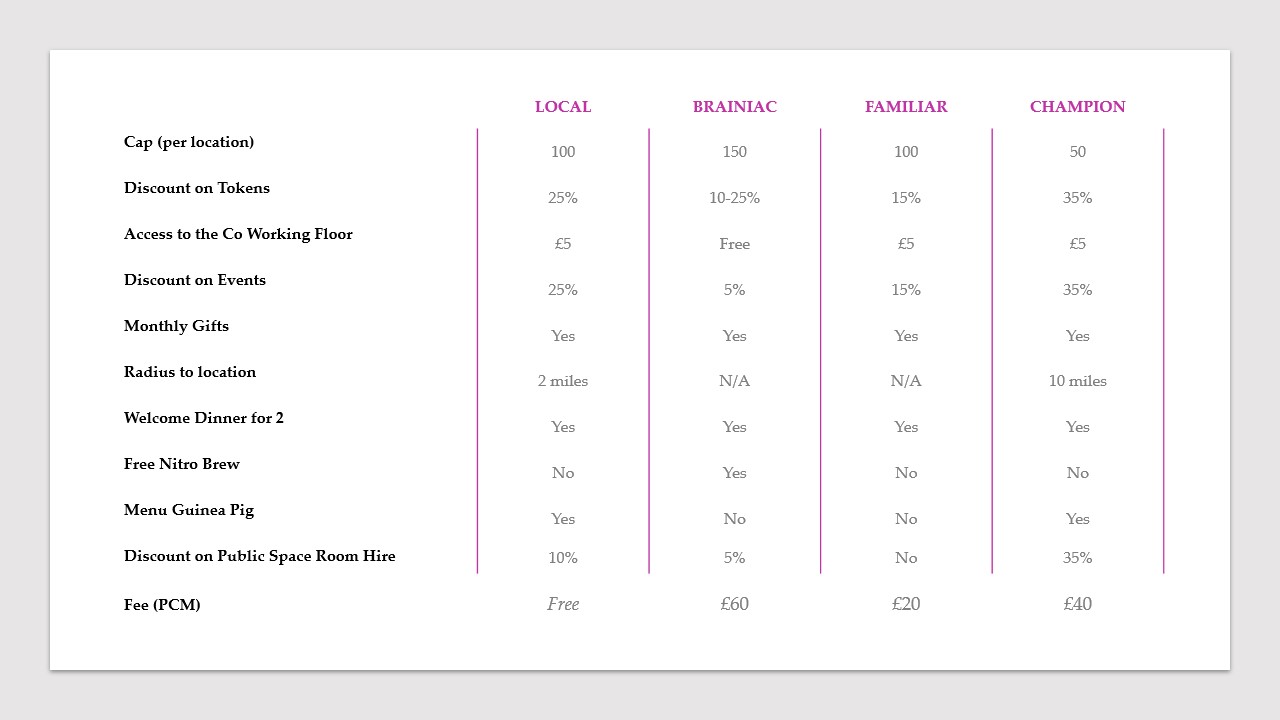 LOCAL BRAINIAC FAMILIAR CHAMPION
Cap (per location) 100 150 100 50
Discount on Tokens 25% 10-25% 15% 35%
Access to the Co Working Floor £5 Free £5 £5
Discount on Events 25% 5% 15% 35%
Monthly Gifts Yes Yes Yes Yes
Radius to location 2 miles N/A N/A 10 miles
Welcome Dinner for 2 Yes Yes Yes Yes
Free Nitro Brew No Yes No No
Menu Guinea Pig Yes No No Yes
Discount on Public Space Room Hire 10% 5% No 35%
Fee (PCM) Free £60 £20 £40